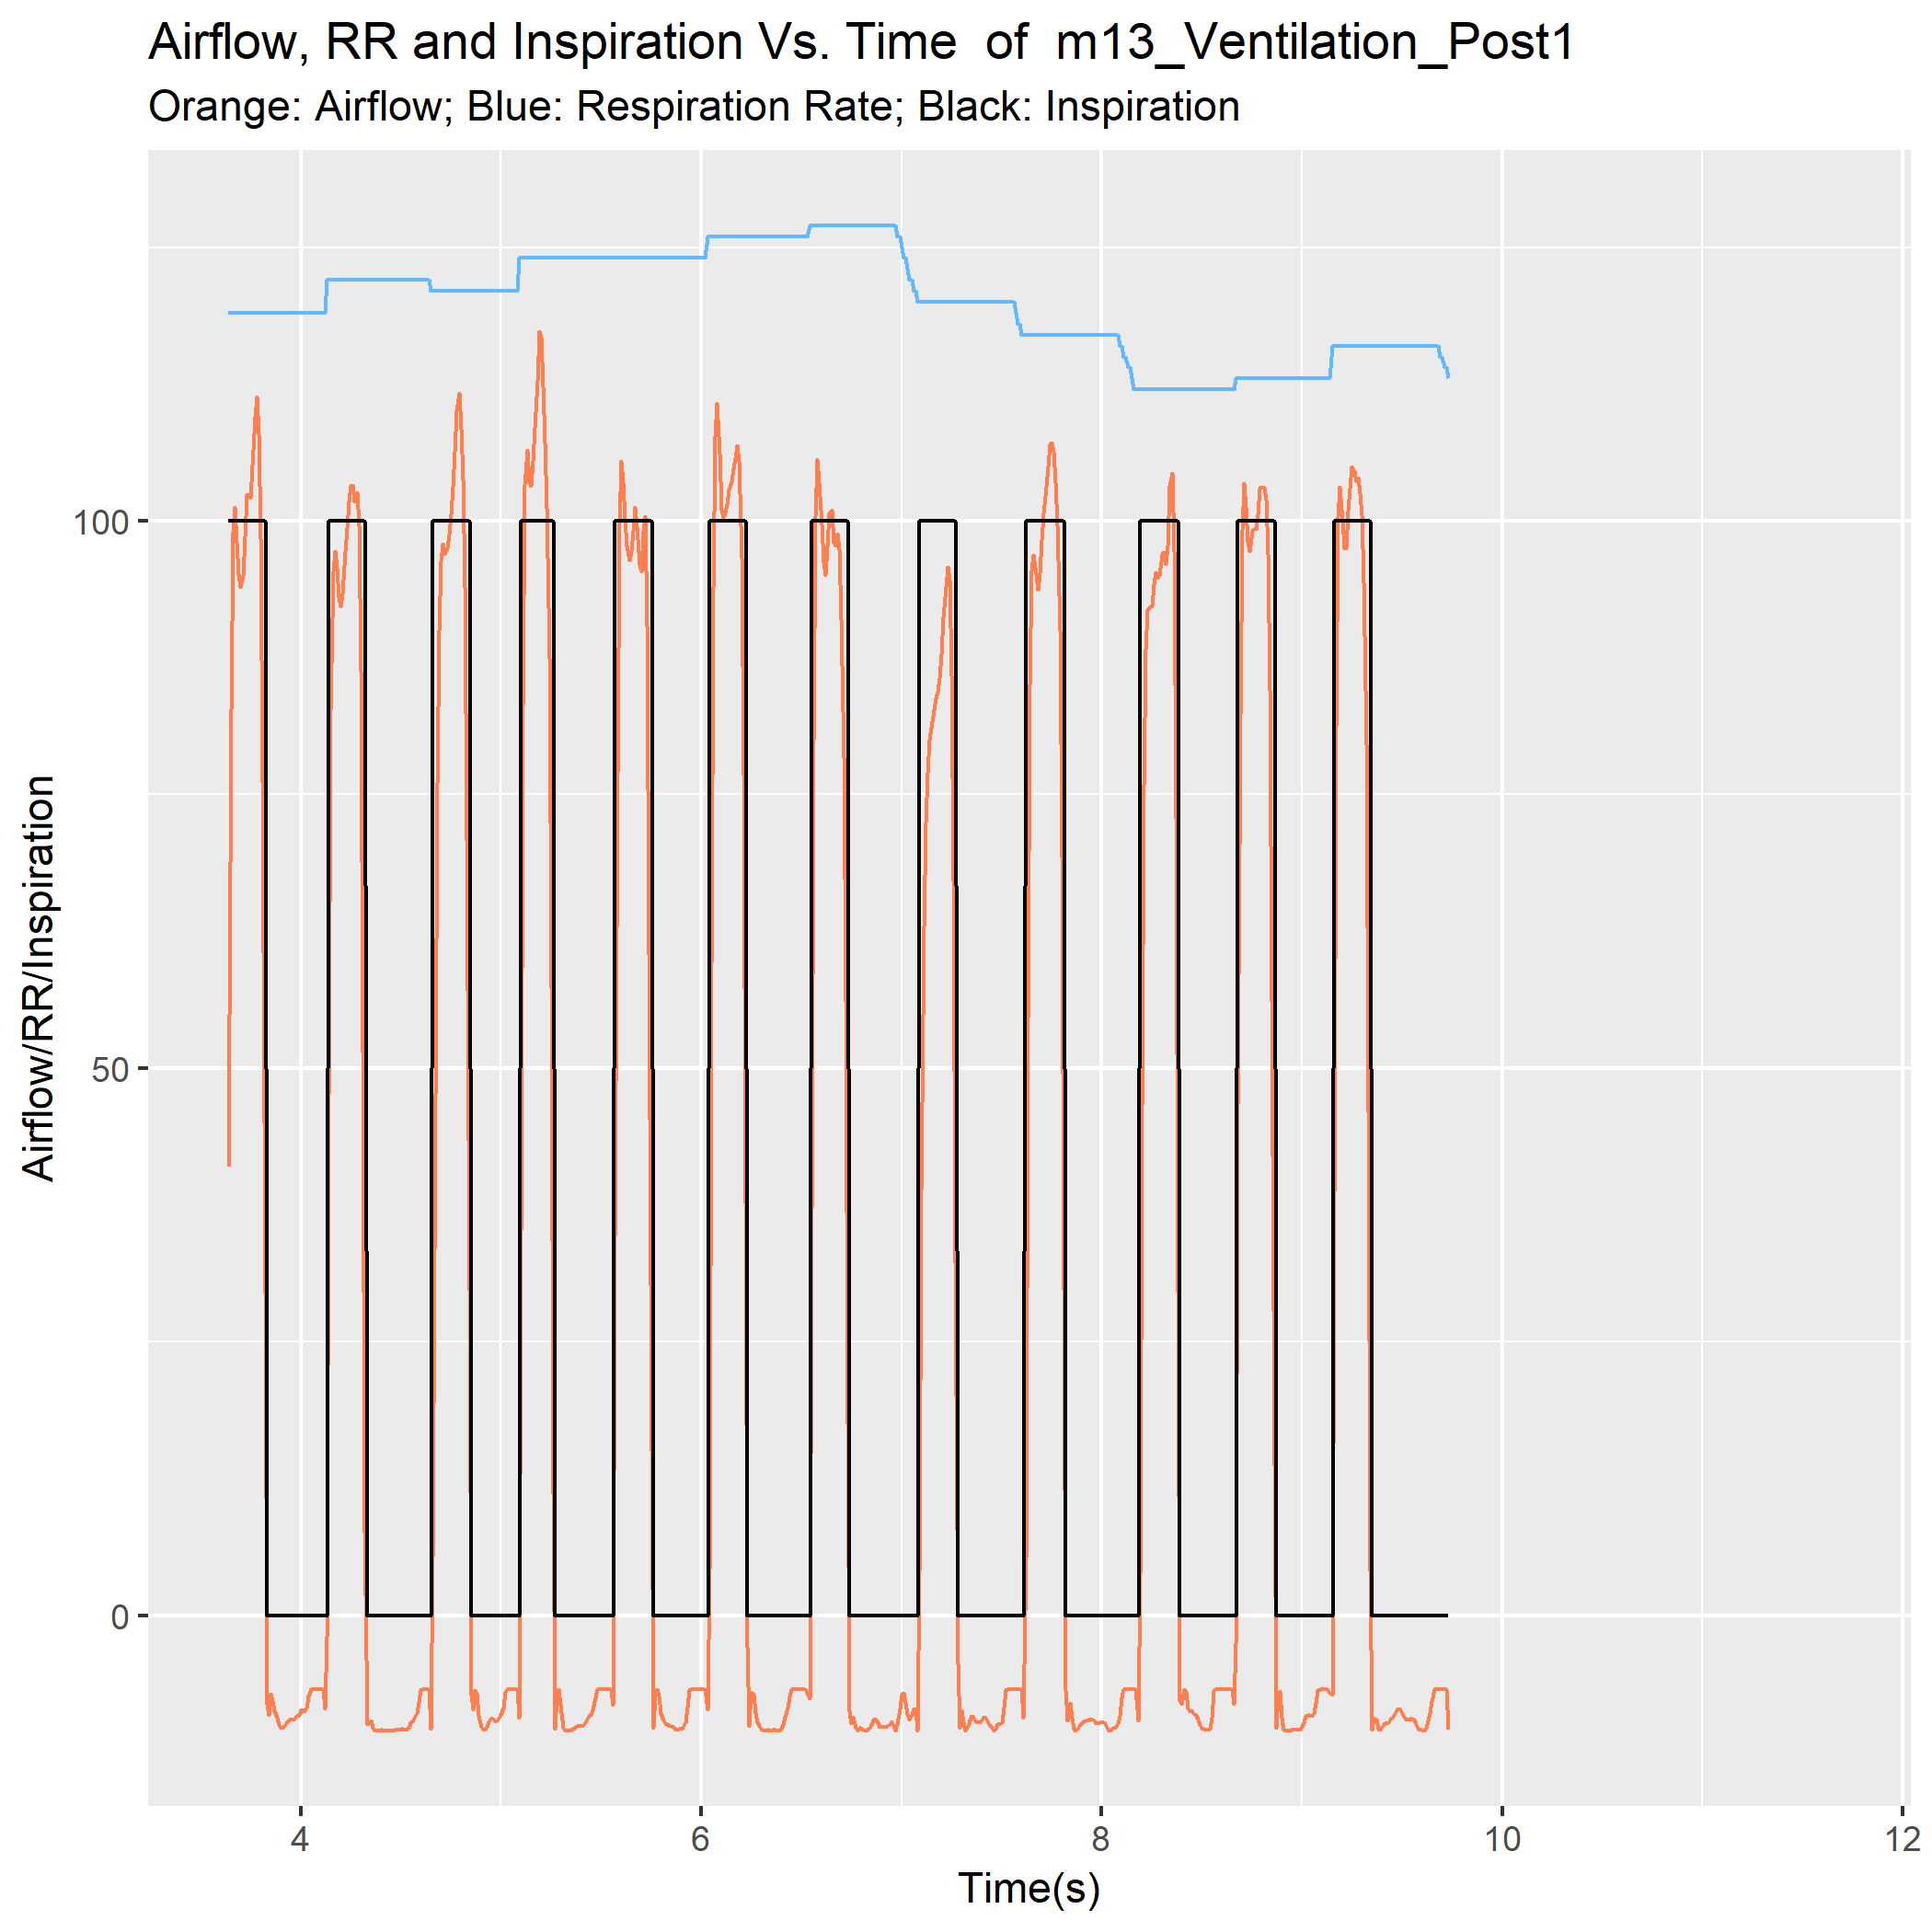 Airflow, RR and Inspiration Vs. Time  of  m13_Ventilation_Post1
Orange: Airflow; Blue: Respiration Rate; Black: Inspiration
Airflow/RR/Inspiration
100
50
0
4 6 8 10 12
Time(s)